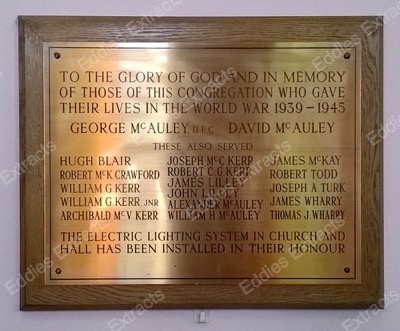 TO THE GLORY OF GOD AND IN MEMORY
OF THOSE OF THIS CONGREGATION WHO GAVE
THEIR LIVES IN THE WORLD WAR 1939-1945
GEORGE McAULEY, D F C    DAVID McAULEY
THESE ALSO SERVED
HUGH BLAIR
ROBERT McK CRAWFORD
WILLIAM G KERR
WILLIAM G KERR. JNR
ARCHIBALD McV KERR
JOSEPH McC KERR
ROBERT C G KERR
JAMES LILLEY
JOHN LILLEY
ALEXANDER McAULEY
WILLIAM H McAULEY
JAMES McKAY
ROBERT TODD
JOSEPH A TURK
JAMES WHARRY
THOMAS J WHARRY
THE ELECTRIC LIGHTING SYSTEM IN CHURCH AND
HALL HAS BEEN INSTALLED IN THEIR HONOUR
Eddies Extracts